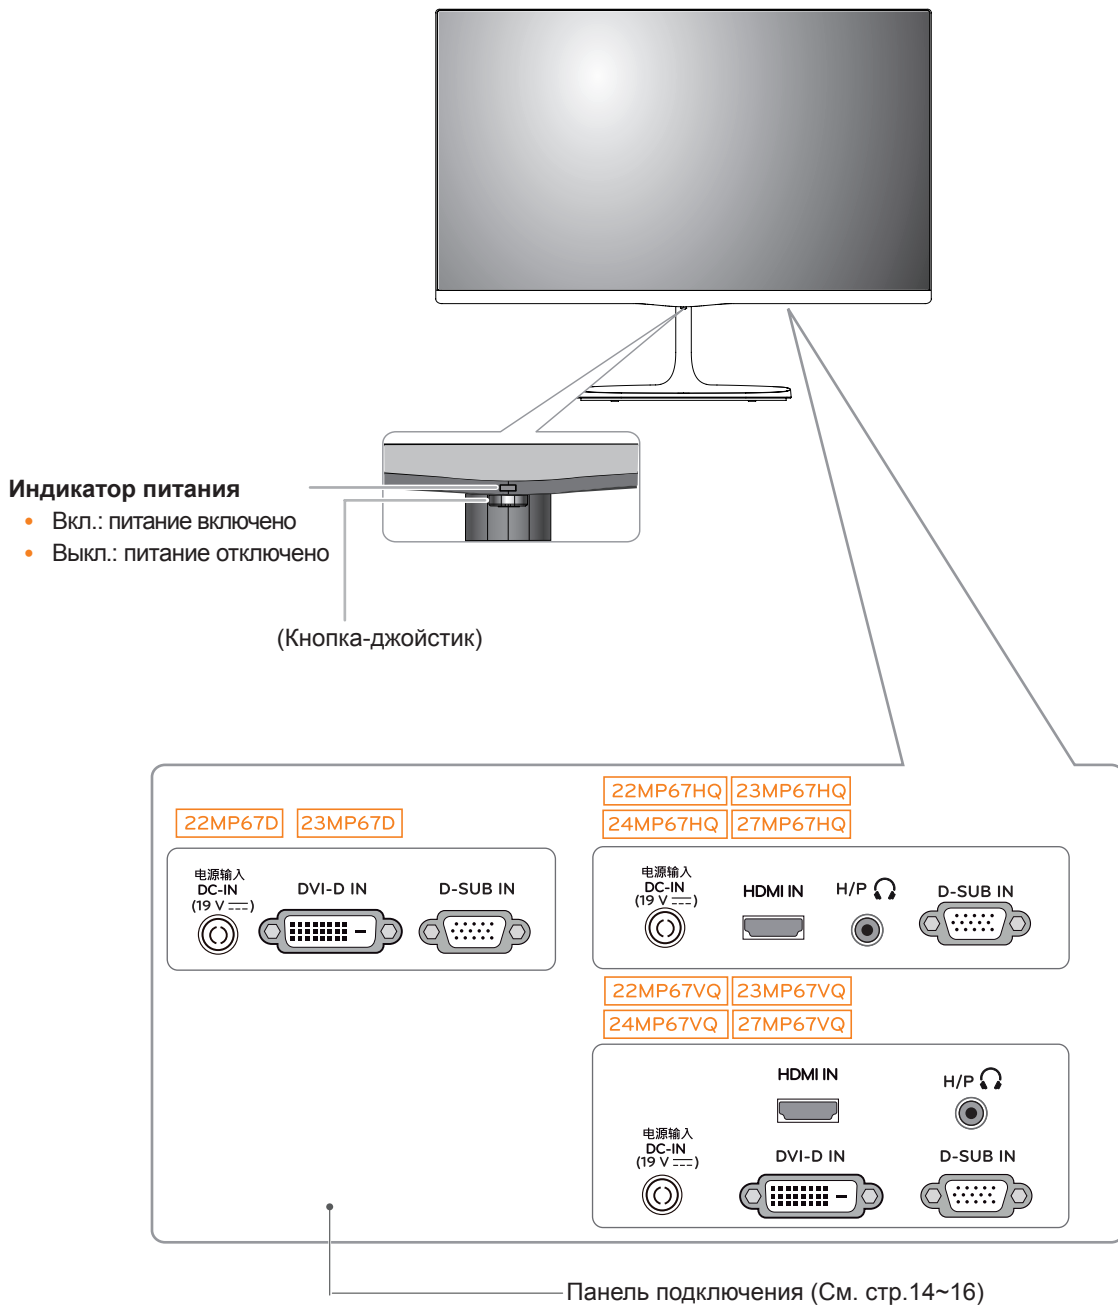 Индикатор питания
• Вкл.: питание включено
• Выкл.: питание отключено
(Кнопка-джойстик)
22MP67D 23MP67D
电源输入
DC-IN
(19 V ⎓)
DVI-D IN
D-SUB IN
22MP67HQ 23MP67HQ
24MP67HQ 27MP67HQ
电源输入
DC-IN
(19 V ⎓)
HDMI IN
H/P
D-SUB IN
22MP67VQ 23MP67VQ
24MP67VQ 27MP67VQ
HDMI IN
H/P
电源输入
DC-IN
(19 V ⎓)
DVI-D IN
D-SUB IN
Панель подключения (См. стр.14~16)